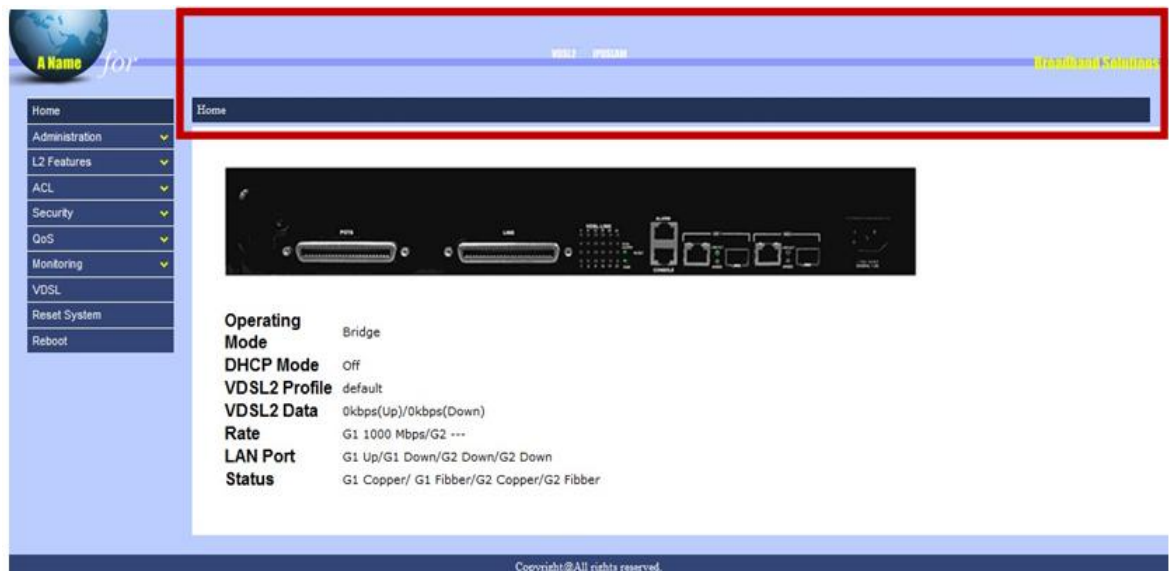 A Name for
VDSL2 IPDSLAM
Broadband Solutions
Home
Administration
L2 Features
ACL
Security
QoS
Monitoring
VDSL
Reset System
Reboot
Home
POTS
LINE
VDSL LINK
ALARM
CONSOLE
Operating Mode Bridge
DHCP Mode Off
VDSL2 Profile default
VDSL2 Data 0kbps(Up)/0kbps(Down)
Rate G1 1000 Mbps/G2 ---
LAN Port G1 Up/G1 Down/G2 Down/G2 Down
Status G1 Copper/ G1 Fibber/G2 Copper/G2 Fibber
Copyright@All rights reserved.